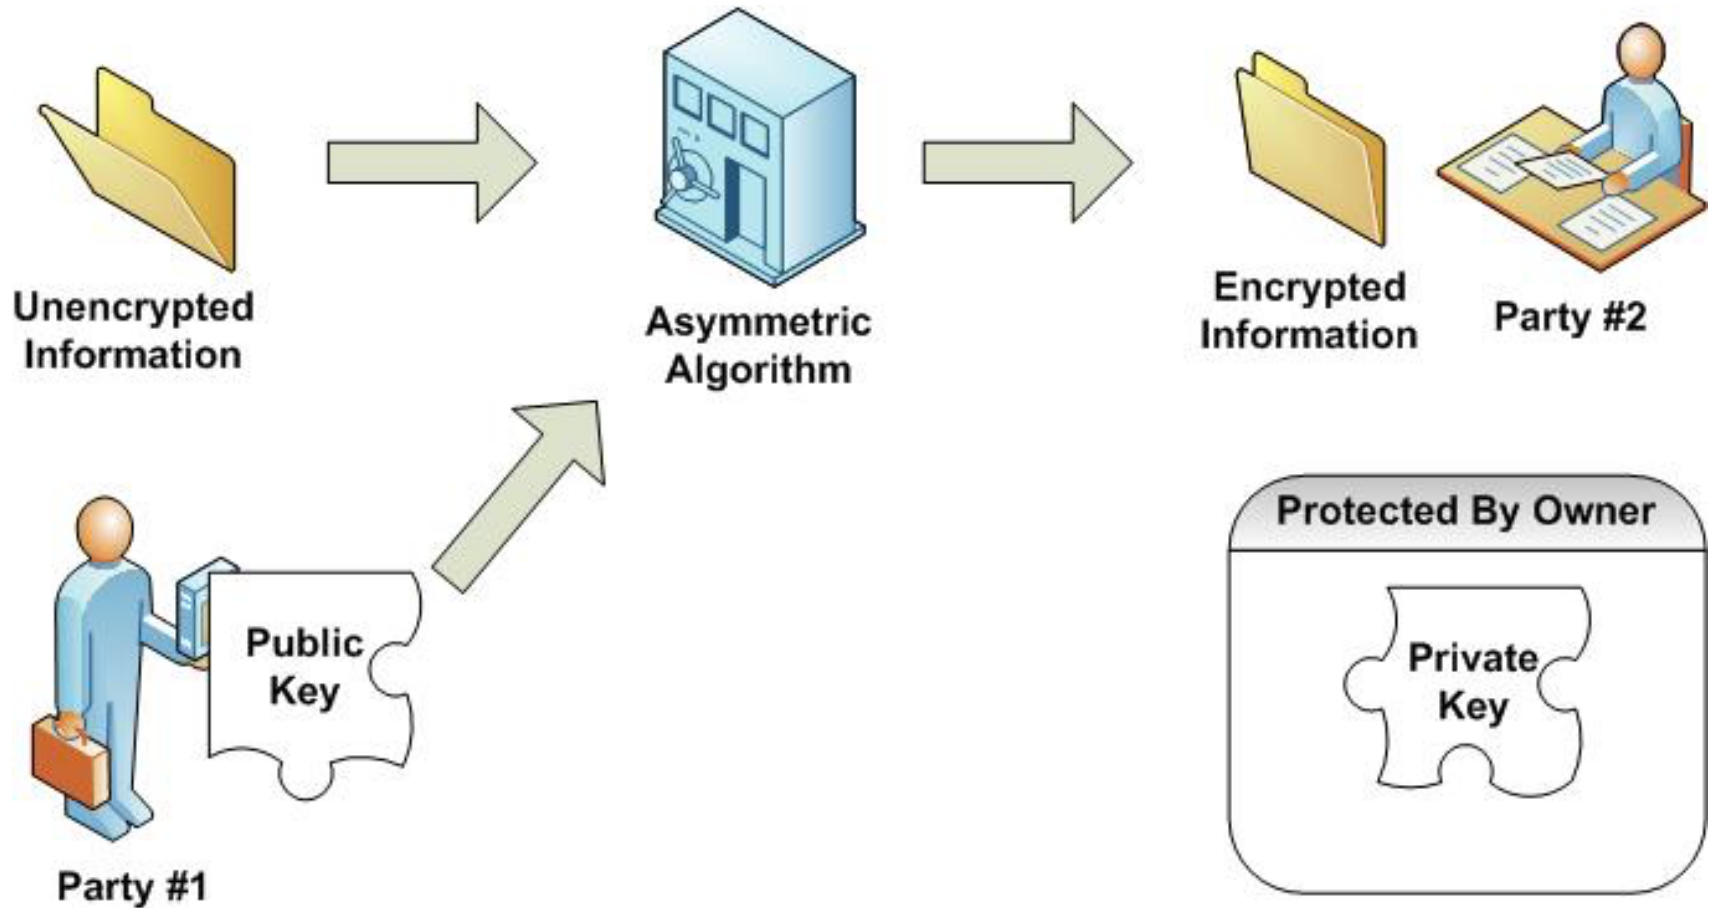 Unencrypted
Information
Asymmetric
Algorithm
Encrypted
Information
Party #2
Public
Key
Party #1
Protected By Owner
Private
Key